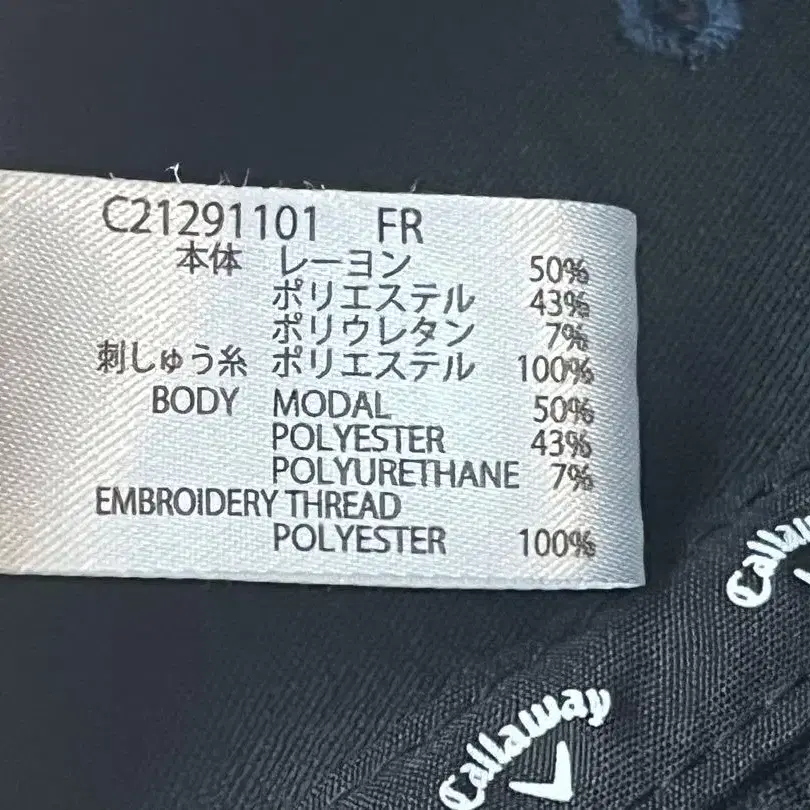 C21291101 FR
本体 レーヨン 50%
ポリエステル 43%
ポリウレタン 7%
刺しゅう糸 ポリエステル 100%
BODY MODAL 50%
POLYESTER 43%
POLYURETHANE 7%
EMBROIDERY THREAD
POLYESTER 100%
Callaway
Callaway